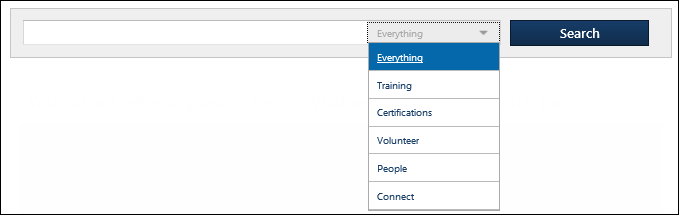 Everything Search
Everything
Training
Certifications
Volunteer
People
Connect